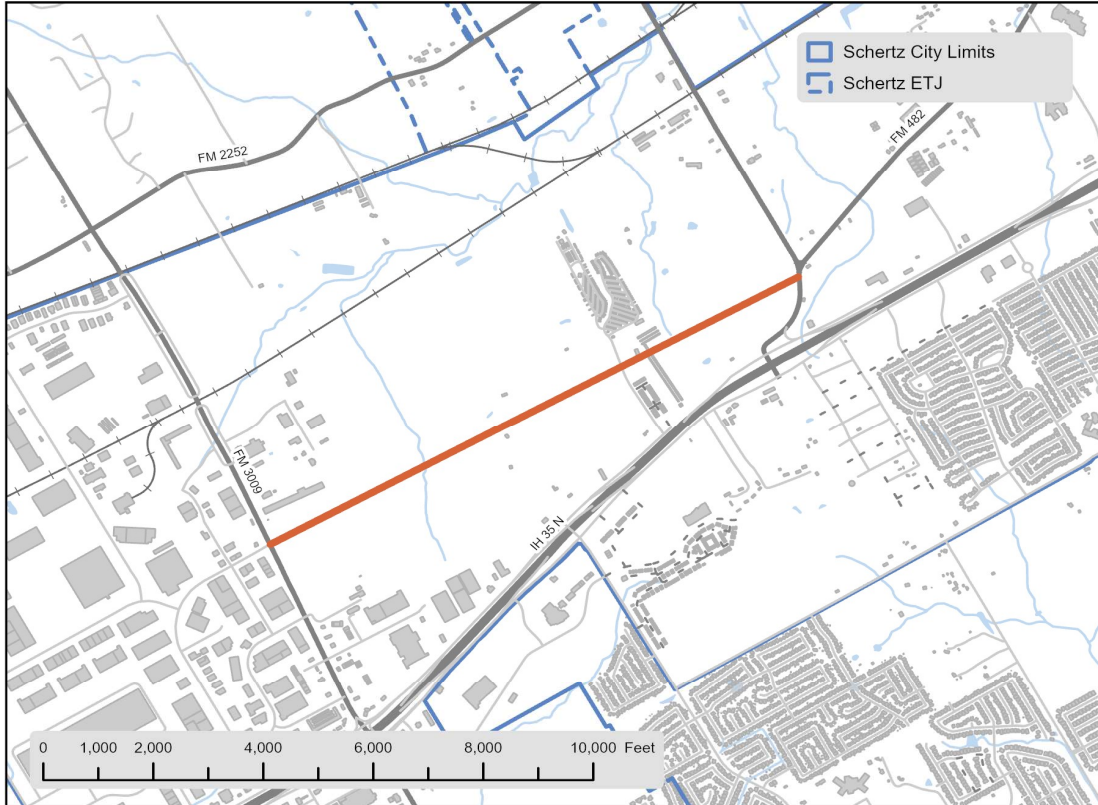 Schertz City Limits
Schertz ETJ
FM 482
FM 2252
FM 3009
IH 35 N
0 1,000 2,000 4,000 6,000 8,000 10,000 Feet